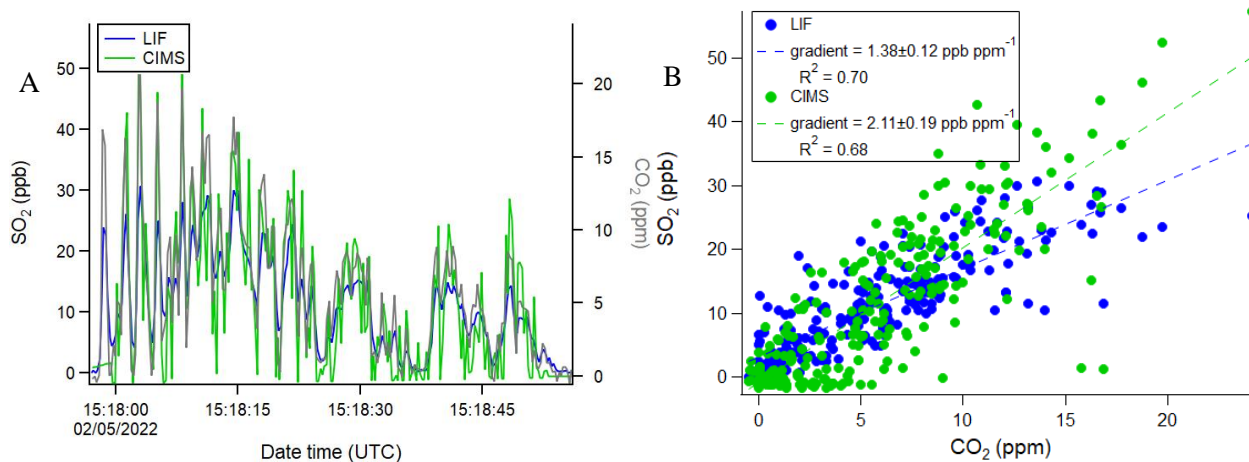 LIF
CIMS
A
50
40
30
20
10
0
SO2 (ppb)
20
15
10
5
0
CO2 (ppm)
15:18:00
15:18:15
15:18:30
15:18:45
02/05/2022
Date time (UTC)
B
LIF
gradient = 1.38±0.12 ppb ppm-1
R2 = 0.70
CIMS
gradient = 2.11±0.19 ppb ppm-1
R2 = 0.68
50
40
30
20
10
0
SO2 (ppb)
0
5
10
15
20
CO2 (ppm)